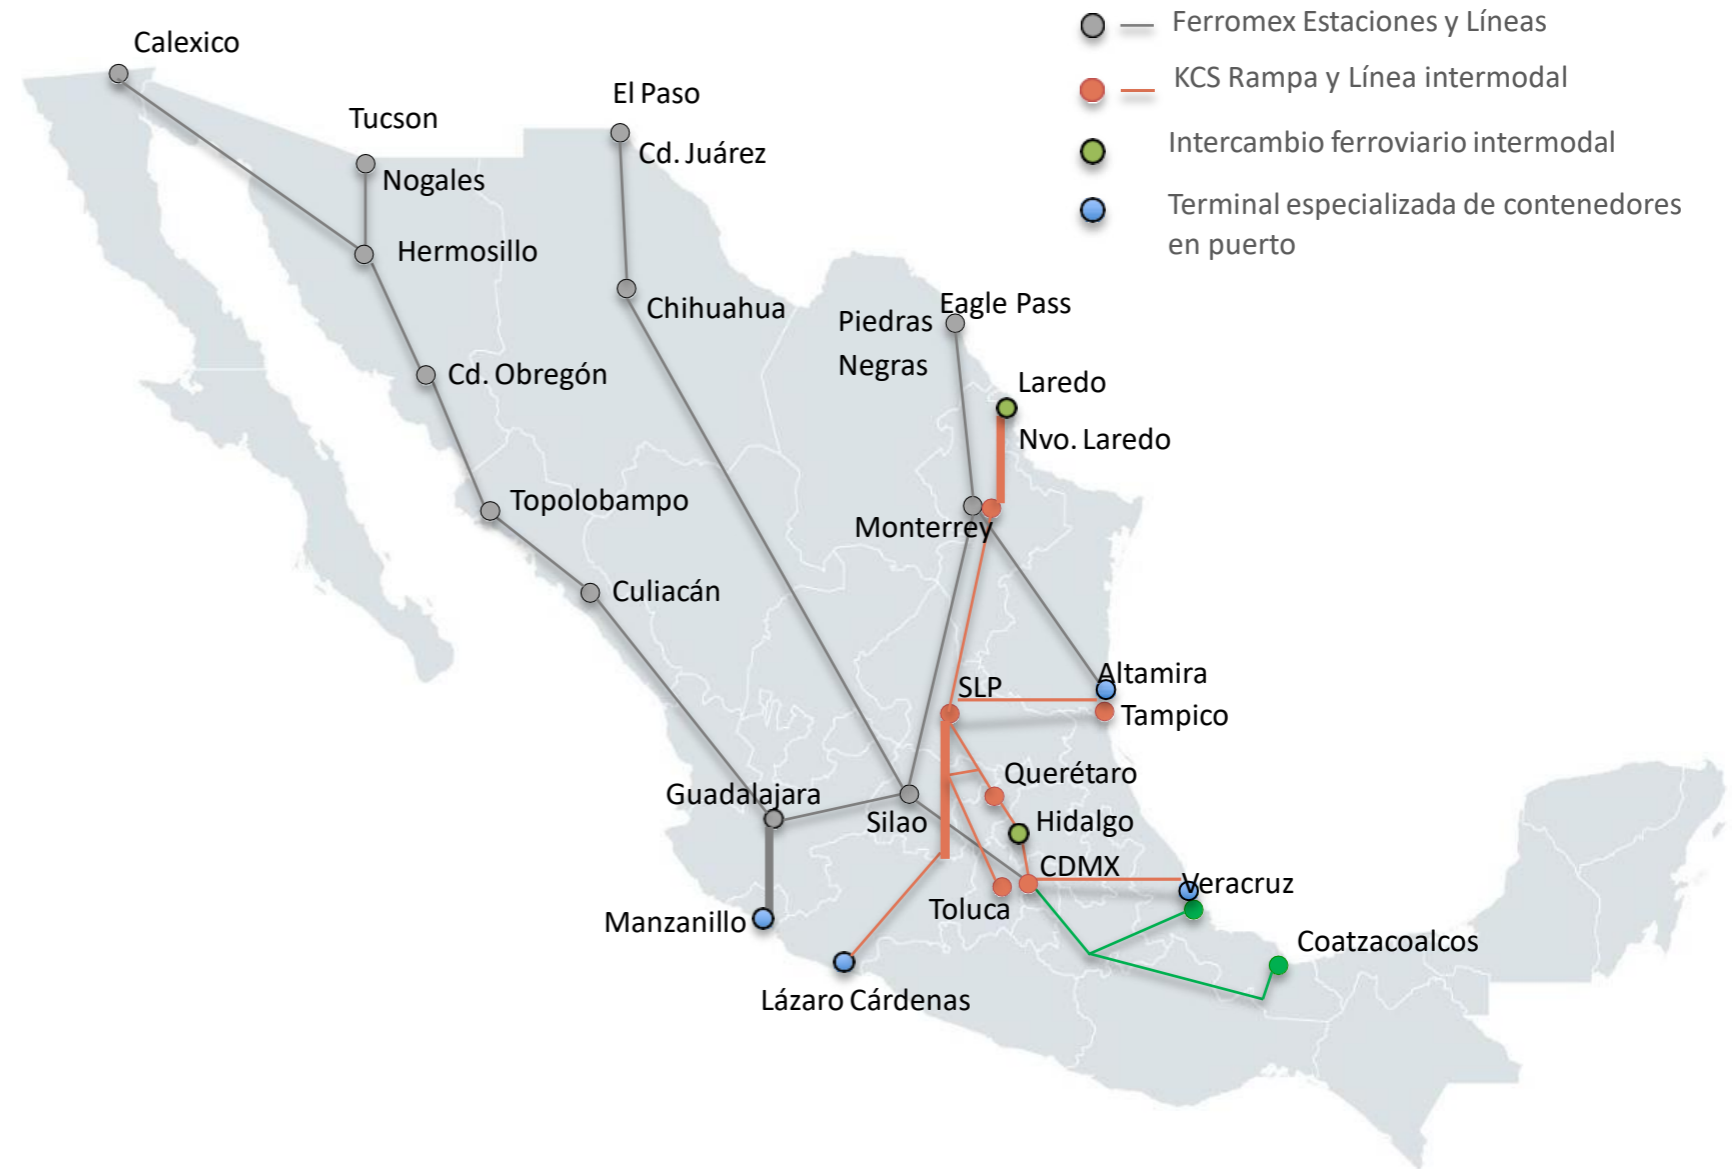 Ferromex Estaciones y Líneas
Calexico
KCS Rampa y Línea intermodal
El Paso
Tucson
Intercambio ferroviario intermodal
Cd. Juárez
Nogales
Terminal especializada de contenedores
en puerto
Hermosillo
Chihuahua
Eagle Pass
Piedras
Negras
Cd. Obregón
Laredo
Nvo. Laredo
Topolobampo
Monterrey
Culiacán
Altamira
SLP
Tampico
Querétaro
Guadalajara
Silao
Hidalgo
CDMX
Veracruz
Toluca
Manzanillo
Coatzacoalcos
Lázaro Cárdenas